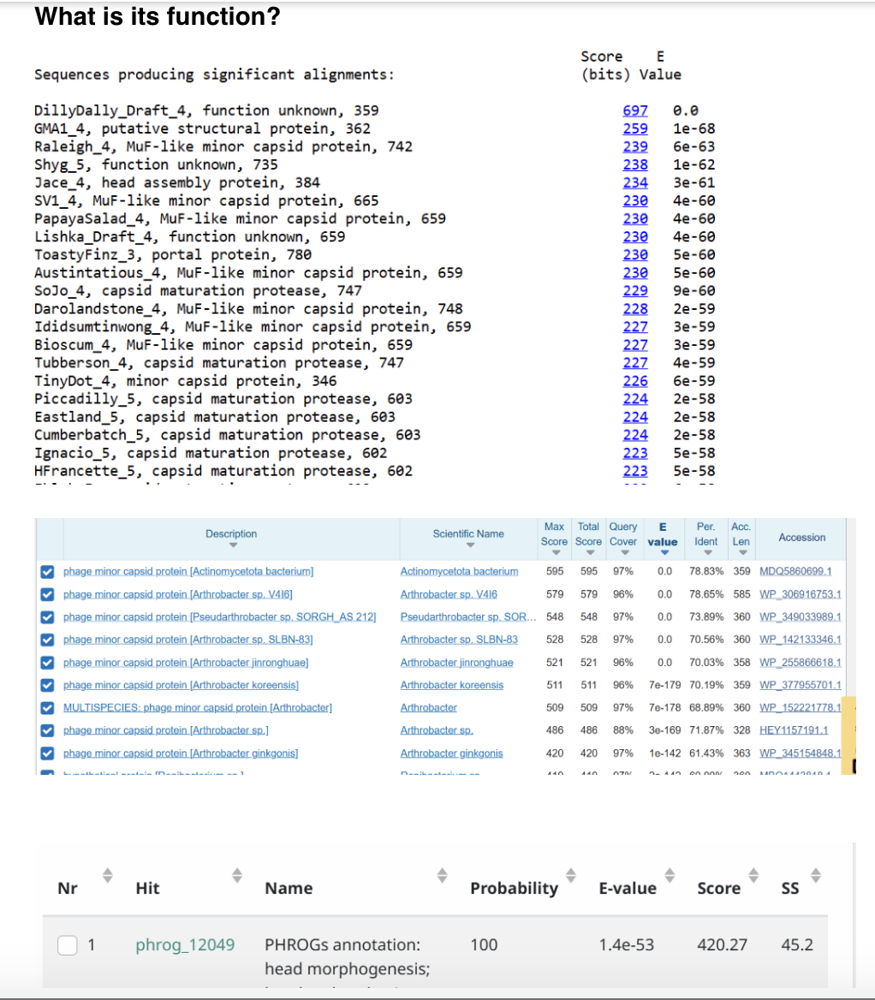 What is its function?
Score E
Sequences producing significant alignments: (bits) Value
DillyDally_Draft_4, function unknown, 359 697 0.0
GMA1_4, putative structural protein, 362 259 1e-68
Raleigh_4, MuF-like minor capsid protein, 742 239 6e-63
Shyg_5, function unknown, 735 238 1e-62
Jace_4, head assembly protein, 384 234 3e-61
SV1_4, MuF-like minor capsid protein, 665 230 4e-60
PapayaSalad_4, MuF-like minor capsid protein, 659 230 4e-60
Lishka_Draft_4, function unknown, 659 230 4e-60
ToastyFinz_3, portal protein, 780 230 5e-60
Austintatious_4, MuF-like minor capsid protein, 659 230 5e-60
SoJo_4, capsid maturation protease, 747 229 9e-60
Darolandstone_4, MuF-like minor capsid protein, 748 228 2e-59
Ididsumtinwong_4, MuF-like minor capsid protein, 659 227 3e-59
Bioscum_4, MuF-like minor capsid protein, 659 227 3e-59
Tubberson_4, capsid maturation protease, 747 227 4e-59
TinyDot_4, minor capsid protein, 346 226 6e-59
Piccadilly_5, capsid maturation protease, 603 224 2e-58
Eastland_5, capsid maturation protease, 603 224 2e-58
Cumberbatch_5, capsid maturation protease, 603 224 2e-58
Ignacio_5, capsid maturation protease, 602 223 5e-58
HFrancette_5, capsid maturation protease, 602 223 5e-58
Description Scientific Name Max Score Total Score Query Cover E value Per. Ident Acc. Len Accession
phage minor capsid protein [Actinomycetota bacterium] Actinomycetota bacterium 595 595 97% 0.0 78.83% 359 MDQ5860699.1
phage minor capsid protein [Arthrobacter sp. V4I6] Arthrobacter sp. V4I6 579 579 96% 0.0 78.65% 585 WP_306916753.1
phage minor capsid protein [Pseudarthrobacter sp. SORGH_AS 212] Pseudarthrobacter sp. SOR... 548 548 97% 0.0 73.89% 360 WP_349033989.1
phage minor capsid protein [Arthrobacter sp. SLBN-83] Arthrobacter sp. SLBN-83 528 528 97% 0.0 70.56% 360 WP_142133346.1
phage minor capsid protein [Arthrobacter jinronghuae] Arthrobacter jinronghuae 521 521 96% 0.0 70.03% 358 WP_255866618.1
phage minor capsid protein [Arthrobacter koreensis] Arthrobacter koreensis 511 511 96% 7e-179 70.19% 359 WP_377955701.1
MULTISPECIES: phage minor capsid protein [Arthrobacter] Arthrobacter 509 509 97% 7e-178 68.89% 360 WP_152221778.1
phage minor capsid protein [Arthrobacter sp.] Arthrobacter sp. 486 486 88% 3e-169 71.87% 328 HEY1157191.1
phage minor capsid protein [Arthrobacter ginkgonis] Arthrobacter ginkgonis 420 420 97% 1e-142 61.43% 363 WP_345154848.1
Nr Hit Name Probability E-value Score SS
1 phrog_12049 PHROGs annotation: 100 1.4e-53 420.27 45.2
head morphogenesis;